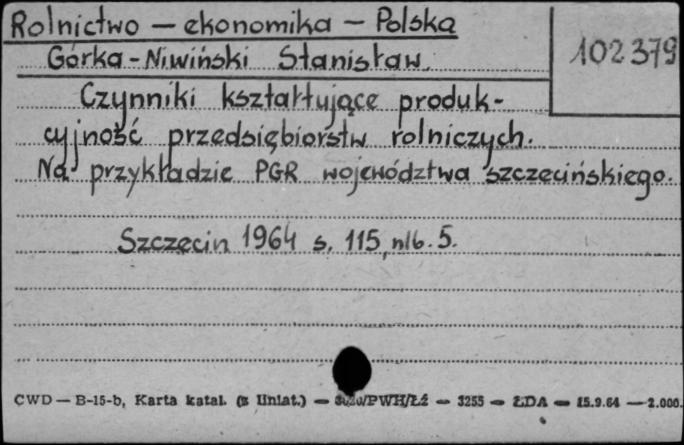 Rolnictwo — ekonomika — Polska
102379
Górka-Niwiński Stanisław.
Czynniki kształtujące produk-
cyjność przedsiębiorstw rolniczych.
Na przykładzie PGR województwa szczecińskiego.
Szczecin 1964 s. 115, nlb. 5.
CWD — B-15-b, Karta katal. (z liniat.) — /PWH/Łź — 3255 — ŁDA — 15.9.64 — 2.000.